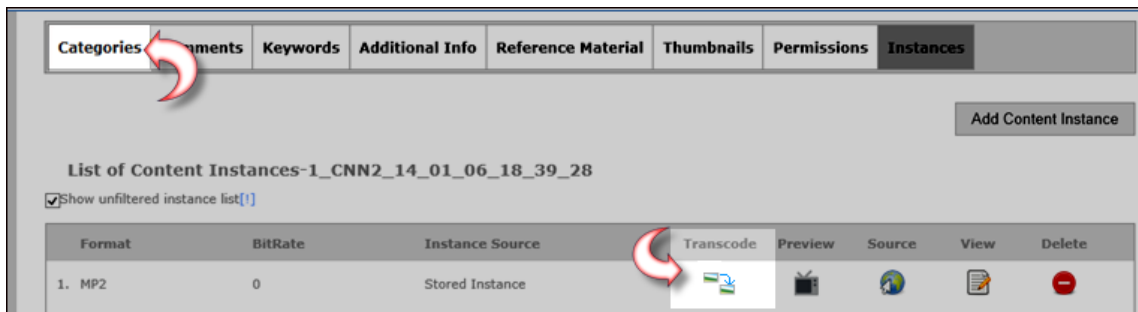 Categories mments Keywords Additional Info Reference Material Thumbnails Permissions Instances
Add Content Instance
List of Content Instances-1_CNN2_14_01_06_18_39_28
Show unfiltered instance list[!]
Format BitRate Instance Source Transcode Preview Source View Delete
1. MP2 0 Stored Instance